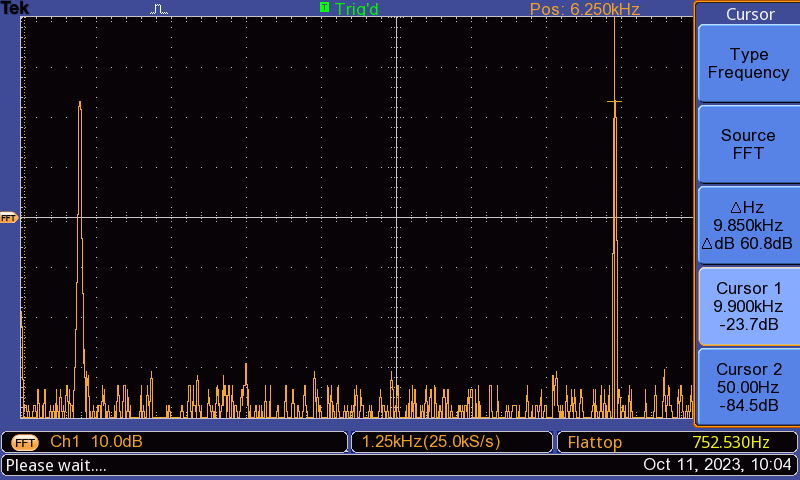 Tek
T Trig'd
Pos: 6.250kHz
Cursor
Type
Frequency
Source
FFT
△Hz
9.850kHz
△dB 60.8dB
Cursor 1
9.900kHz
-23.7dB
Cursor 2
50.00Hz
-84.5dB
FFT
FFT Ch1 10.0dB
1.25kHz(25.0kS/s)
Flattop 752.530Hz
Please wait....
Oct 11, 2023, 10:04